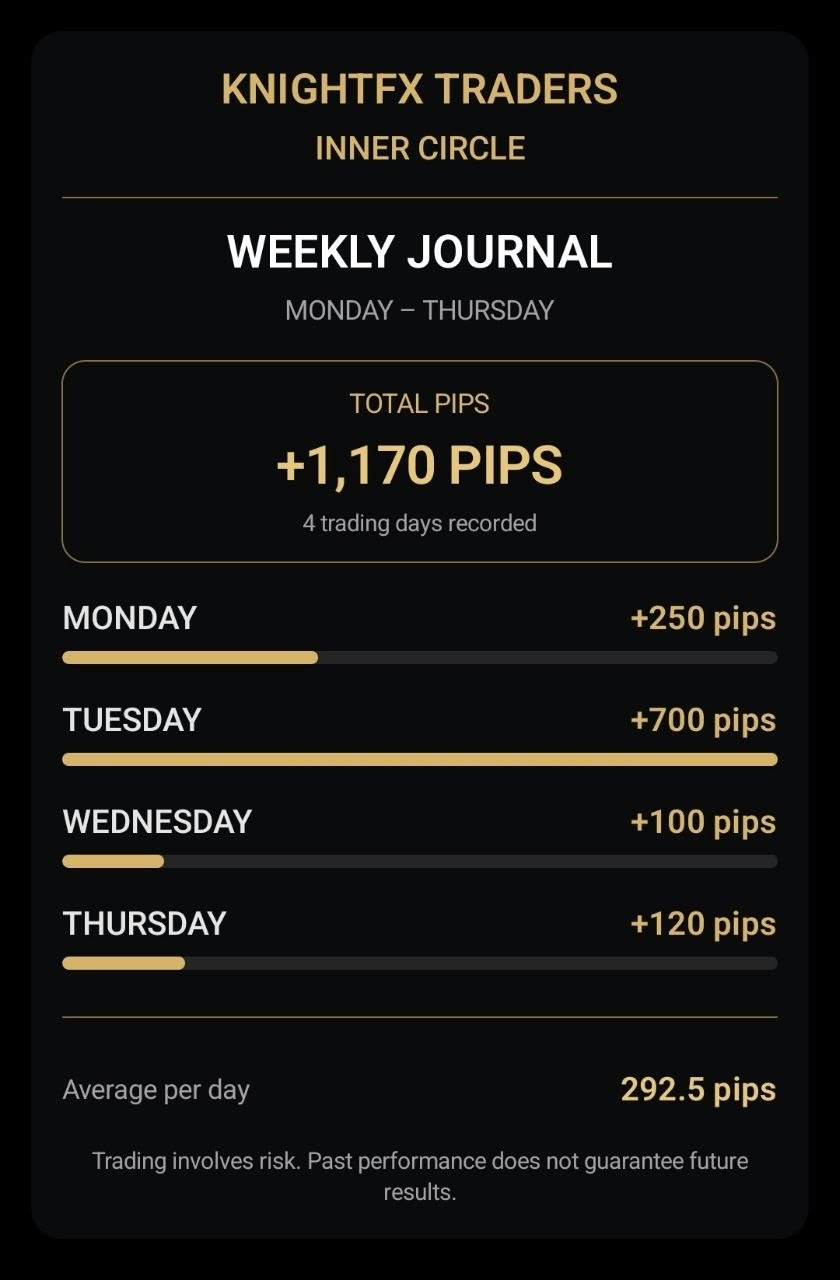 KNIGHTFX TRADERS
INNER CIRCLE
WEEKLY JOURNAL
MONDAY – THURSDAY
TOTAL PIPS
+1,170 PIPS
4 trading days recorded
MONDAY +250 pips
TUESDAY +700 pips
WEDNESDAY +100 pips
THURSDAY +120 pips
Average per day 292.5 pips
Trading involves risk. Past performance does not guarantee future
results.